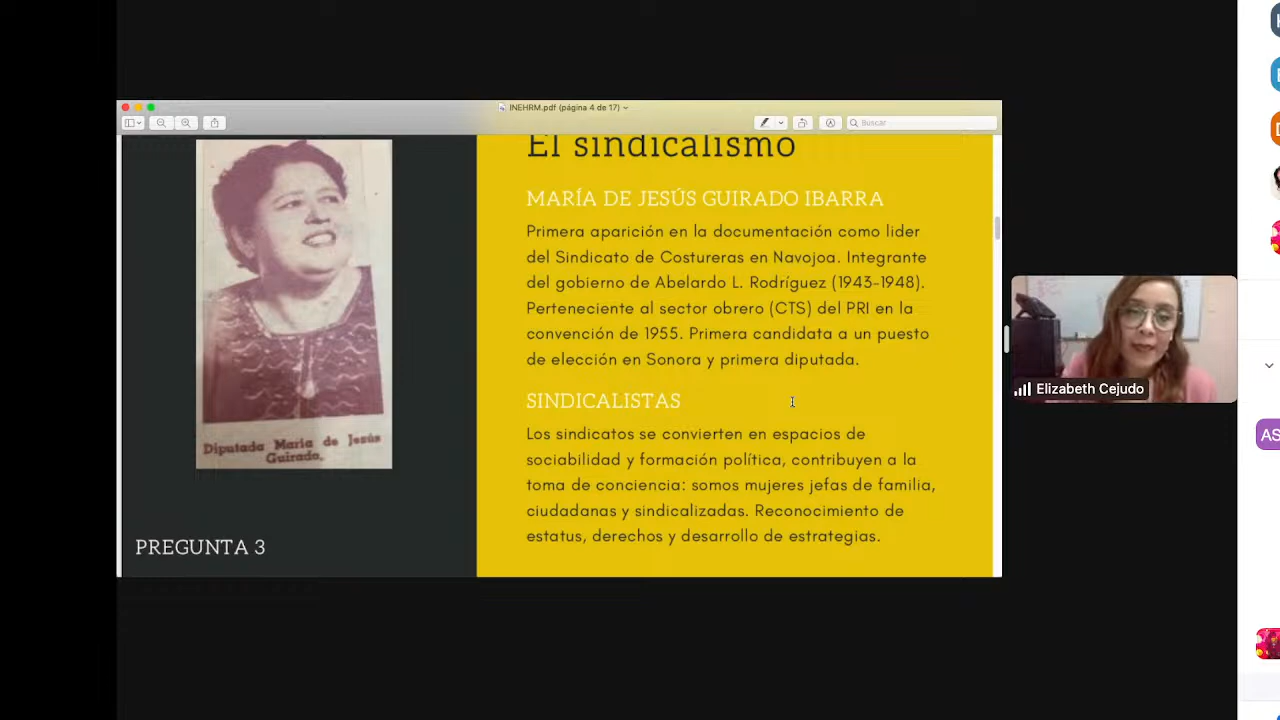 INEHRM.pdf (página 4 de 17)
Buscar
El sindicalismo
MARÍA DE JESÚS GUIRADO IBARRA
Primera aparición en la documentación como lider
del Sindicato de Costureras en Navojoa. Integrante
del gobierno de Abelardo L. Rodríguez (1943-1948).
Perteneciente al sector obrero (CTS) del PRI en la
convención de 1955. Primera candidata a un puesto
de elección en Sonora y primera diputada.
SINDICALISTAS
Los sindicatos se convierten en espacios de
sociabilidad y formación política, contribuyen a la
toma de conciencia: somos mujeres jefas de familia,
ciudadanas y sindicalizadas. Reconocimiento de
estatus, derechos y desarrollo de estrategias.
Diputada Maria de Jesús
Guirado.
PREGUNTA 3
Elizabeth Cejudo
AS